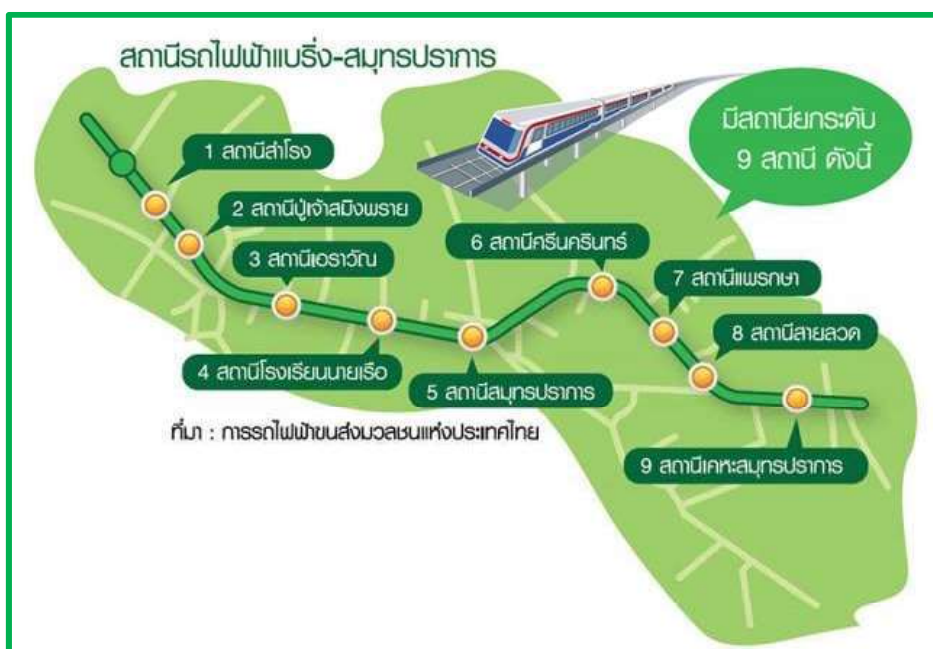 สถานีรถไฟฟ้าแบริ่ง-สมุทรปราการ
มีสถานียกระดับ
9 สถานี ดังนี้
1 สถานีสำโรง
2 สถานีปู่เจ้าสมิงพราย
3 สถานีเอราวัณ
4 สถานีโรงเรียนนายเรือ
5 สถานีสมุทรปราการ
6 สถานีศรีนครินทร์
7 สถานีแพรกษา
8 สถานีสายลวด
9 สถานีเคหะสมุทรปราการ
ที่มา : การรถไฟฟ้าขนส่งมวลชนแห่งประเทศไทย